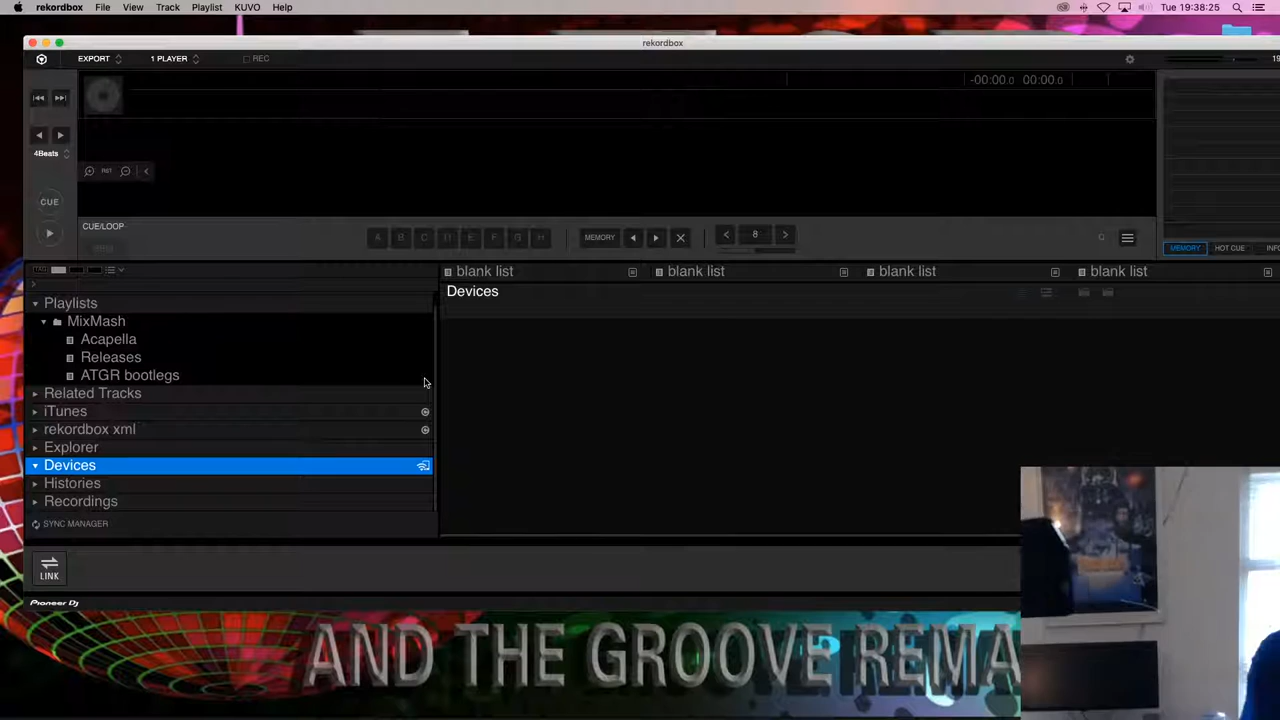 rekordbox File View Track Playlist KUVO Help Tue 19:38:25
rekordbox
EXPORT 1 PLAYER REC
-00:00.0 00:00.0
4Beats
CUE
CUE/LOOP
A B C D E F G H MEMORY 8
MEMORY HOT CUE INFO
blank list blank list blank list blank list
Devices
Playlists
MixMash
Acapella
Releases
ATGR bootlegs
Related Tracks
iTunes
rekordbox xml
Explorer
Devices
Histories
Recordings
SYNC MANAGER
LINK
Pioneer Dj
AND THE GROOVE REMA